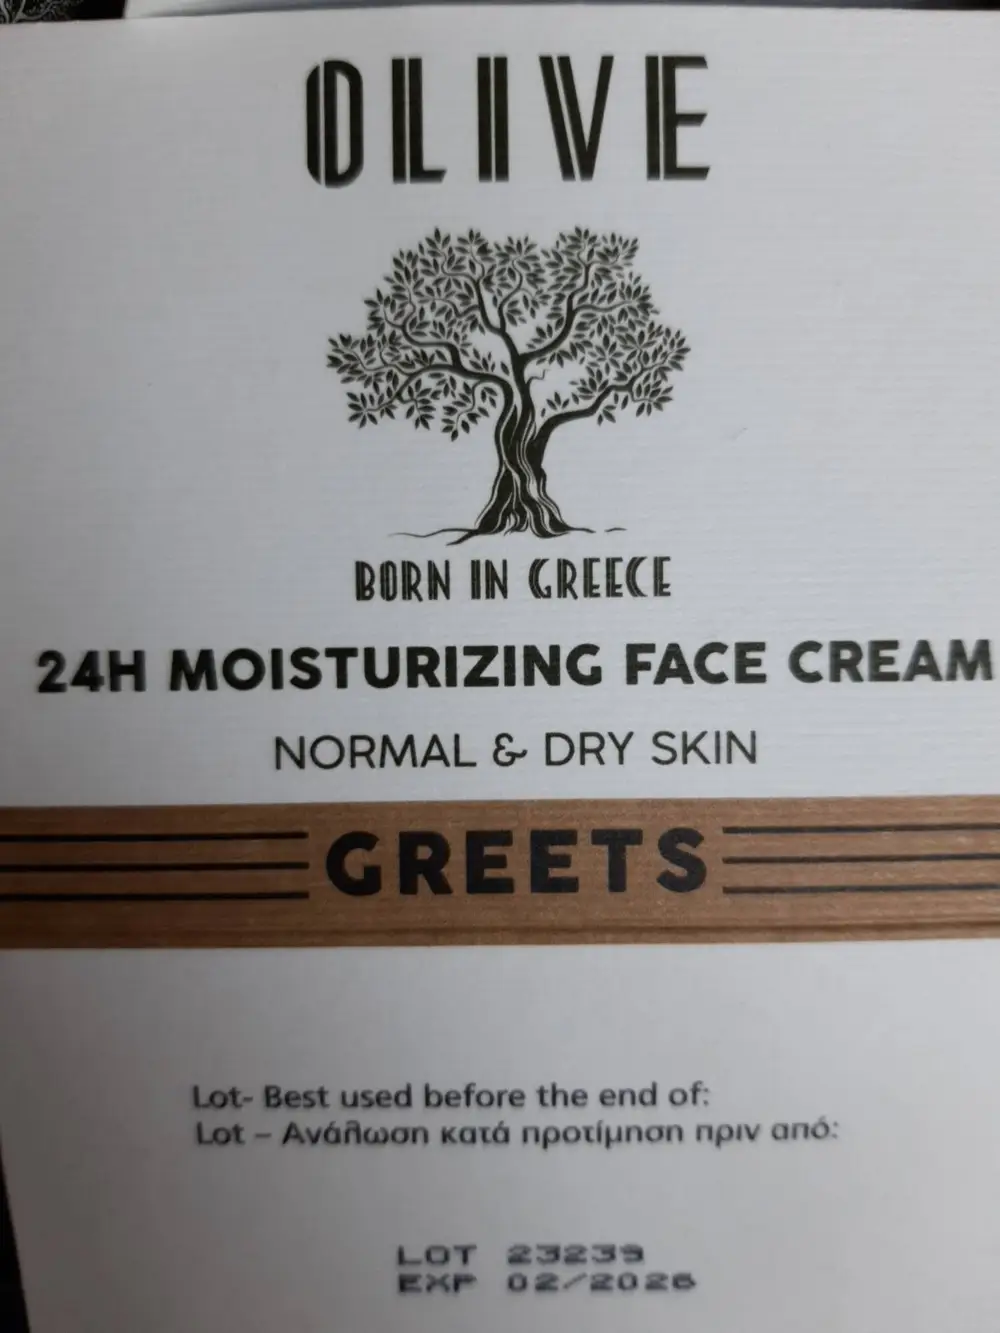 OLIVE
BORN IN GREECE
24H MOISTURIZING FACE CREAM
NORMAL & DRY SKIN
GREETS
Lot- Best used before the end of:
Lot – Ανάλωση κατά προτίμηση πριν από:
LOT 23239
EXP 02/2026